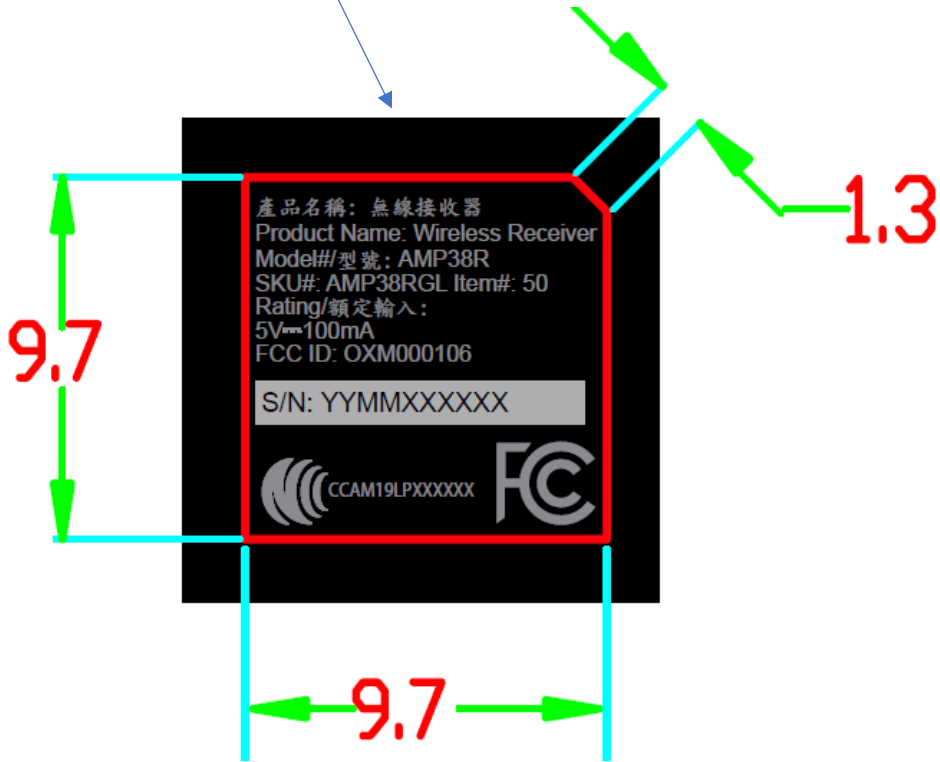 1.3
產品名稱: 無線接收器
Product Name: Wireless Receiver
Model#/型號: AMP38R
SKU#: AMP38RGL Item#: 50
Rating/額定輸入:
5V⎓100mA
FCC ID: OXM000106
9.7
S/N: YYMMXXXXXX
CCAM19LPXXXXXX FC
9.7